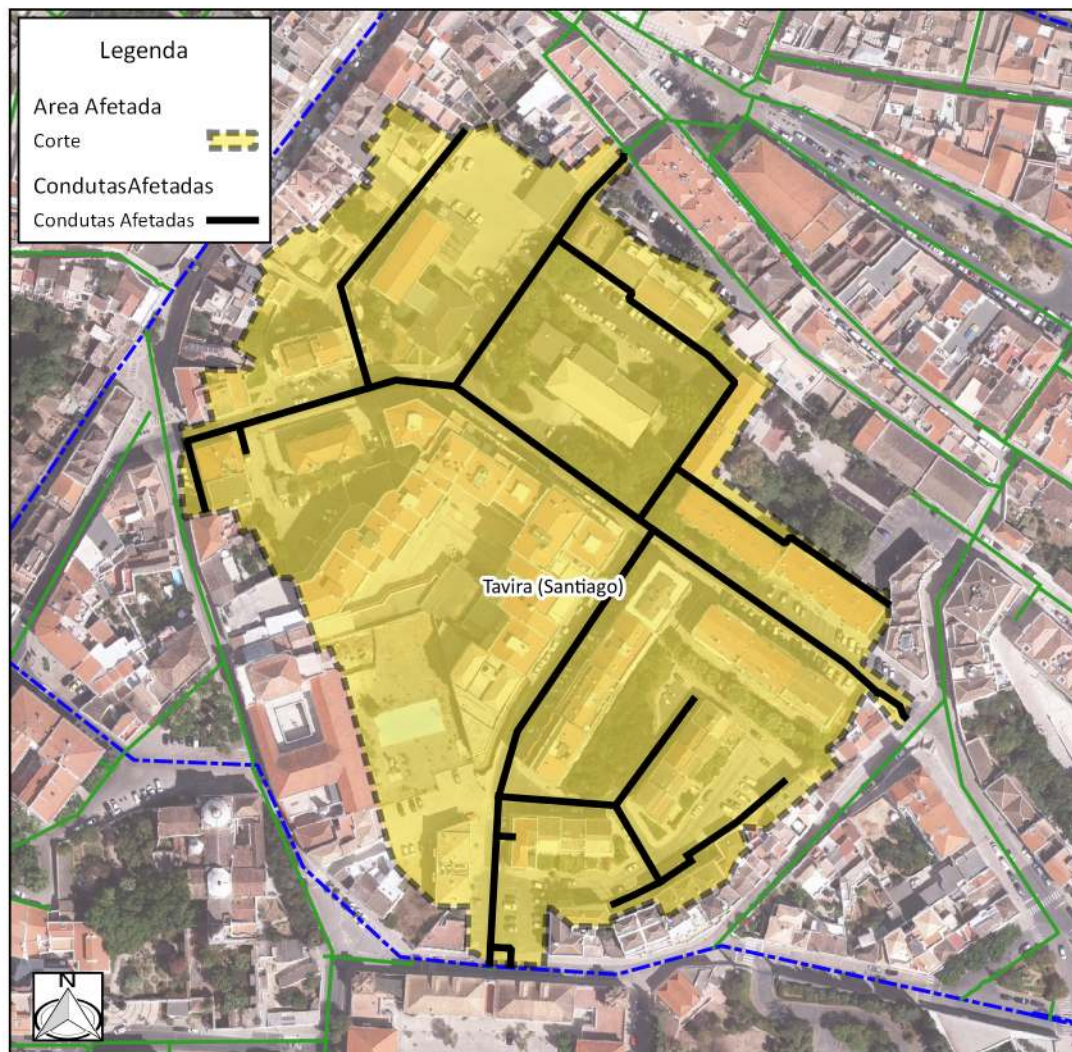 Legenda
Area Afetada
Corte
CondutasAfetadas
Condutas Afetadas
Tavira (Santiago)
N